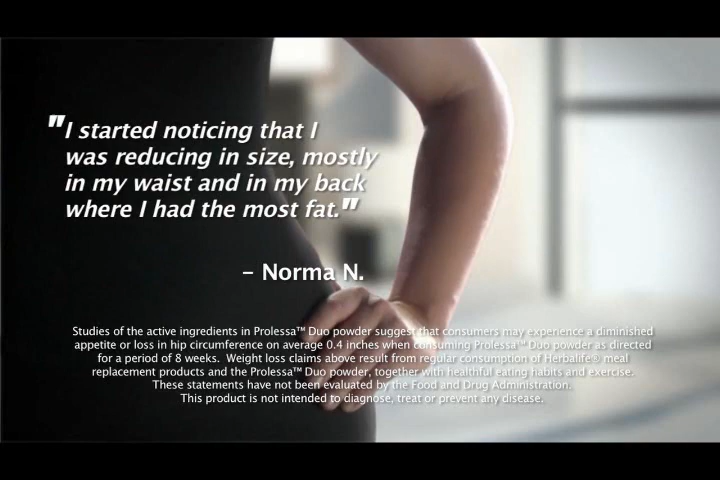 "I started noticing that I
was reducing in size, mostly
in my waist and in my back
where I had the most fat."
– Norma N.
Studies of the active ingredients in Prolessa™ Duo powder suggest that consumers may experience a diminished
appetite or loss in hip circumference on average 0.4 inches when consuming Prolessa™ Duo powder as directed
for a period of 8 weeks. Weight loss claims above result from regular consumption of Herbalife® meal
replacement products and the Prolessa™ Duo powder, together with healthful eating habits and exercise.
These statements have not been evaluated by the Food and Drug Administration.
This product is not intended to diagnose, treat or prevent any disease.